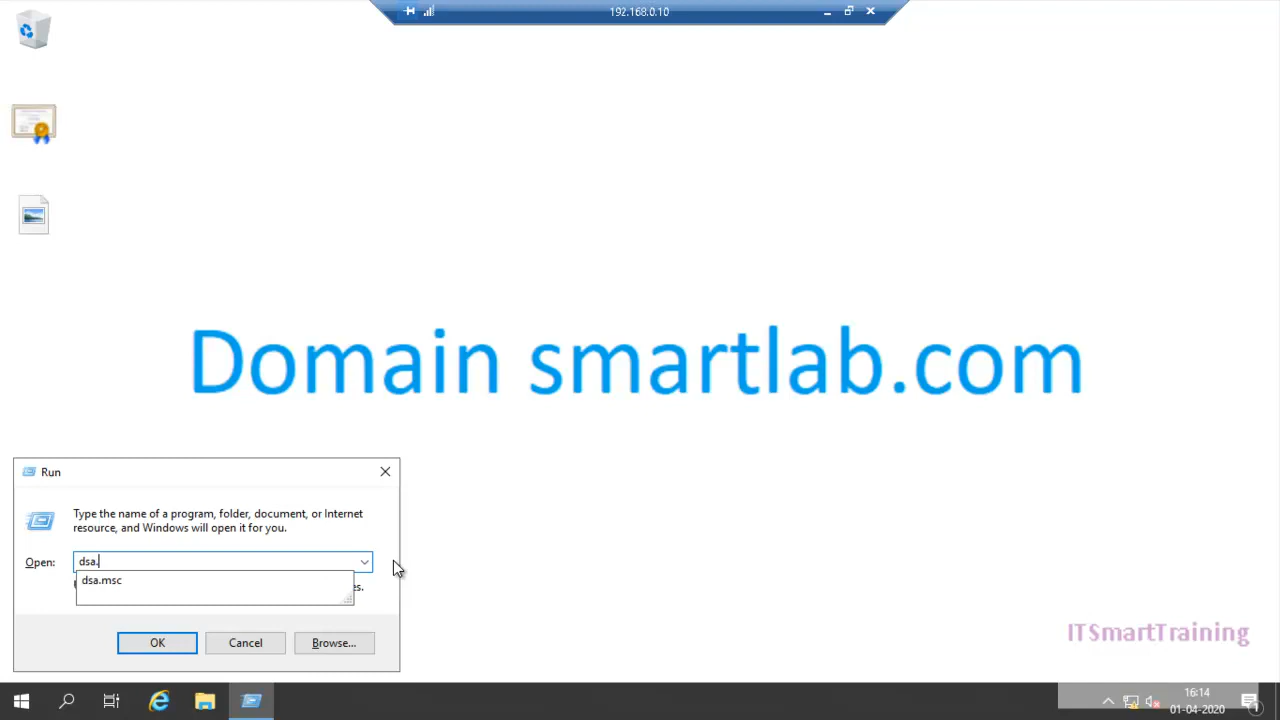 192.168.0.10
Domain smartlab.com
Run
Type the name of a program, folder, document, or Internet
resource, and Windows will open it for you.
Open:
dsa.
dsa.msc
es.
OK
Cancel
Browse...
ITSmartTraining
16:14
01-04-2020
1